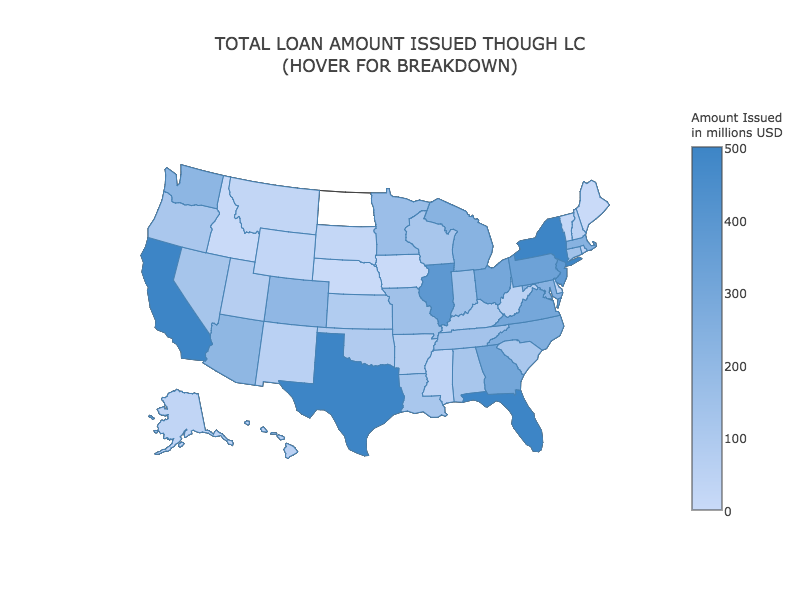 TOTAL LOAN AMOUNT ISSUED THOUGH LC
(HOVER FOR BREAKDOWN)
Amount Issued
in millions USD
500
400
300
200
100
0